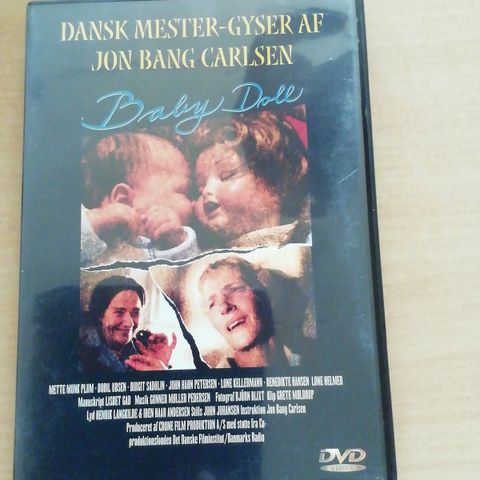 DANSK MESTER-GYSER AF
JON BANG CARLSEN
Baby Doll
METTE MUNK PLUM · BODIL UDSEN · BIRGIT SADOLIN · JOHN HAHN PETERSEN · LONE KELLERMANN · BENEDIKTE HANSEN LONE HELMER
Manuskript LISBET GAD Musik GUNNER MØLLER PEDERSEN Fotograf BJÖRN BLIXT Klip GRETE MØLDRUP
Lyd HENRIK LANGKILDE & IBEN HAAR ANDERSEN Stills JOHN JOHANSEN Instruktion Jon Bang Carlsen
Produceret af CRONE FILM PRODUKTION A/S med støtte fra Co-
produktionsfonden Det Danske Filminstitut/Danmarks Radio
DVD